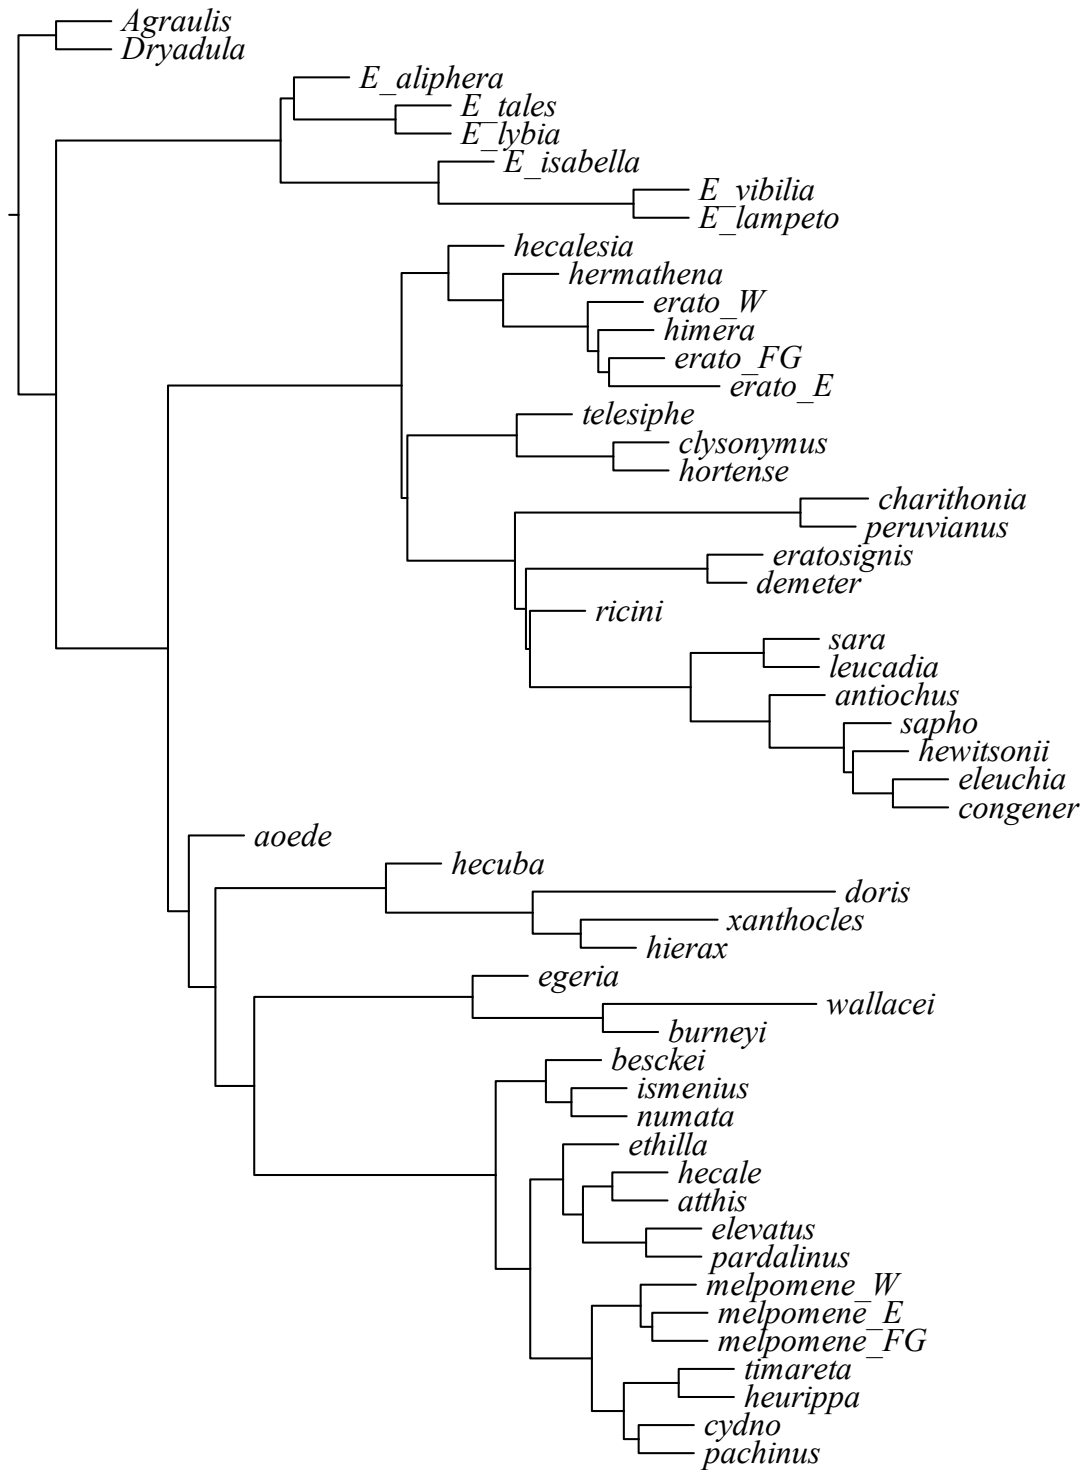 Agraulis
Dryadula
E_aliphera
E_tales
E_lybia
E_isabella
E_vibilia
E_lampeto
hecalesia
hermathena
erato_W
himera
erato_FG
erato_E
telesiphe
clysonymus
hortense
charithonia
peruvianus
eratosignis
demeter
ricini
sara
leucadia
antiochus
sapho
hewitsonii
eleuchia
congener
aoede
hecuba
doris
xanthocles
hierax
egeria
wallacei
burneyi
besckei
ismenius
numata
ethilla
hecale
atthis
elevatus
pardalinus
melpomene_W
melpomene_E
melpomene_FG
timareta
heurippa
cydno
pachinus